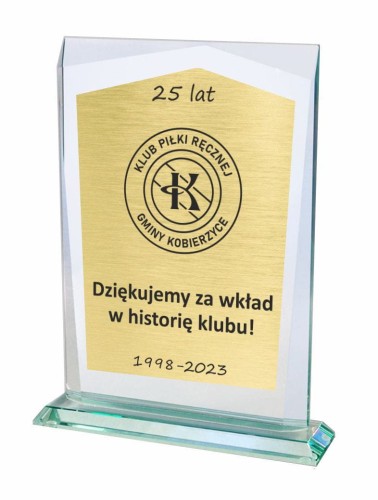 25 lat
KLUB PIŁKI RĘCZNEJ
K
GMINY KOBIERZYCE
Dziękujemy za wkład
w historię klubu!
1998-2023